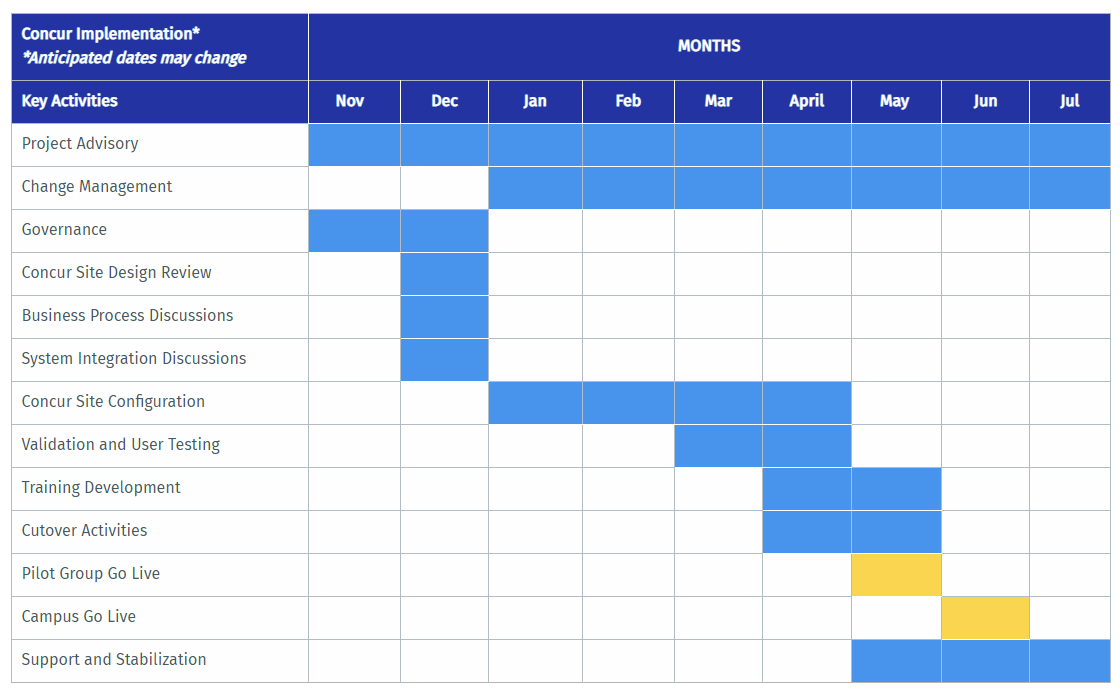 Concur Implementation*
*Anticipated dates may change
MONTHS
Key Activities Nov Dec Jan Feb Mar April May Jun Jul
Project Advisory
Change Management
Governance
Concur Site Design Review
Business Process Discussions
System Integration Discussions
Concur Site Configuration
Validation and User Testing
Training Development
Cutover Activities
Pilot Group Go Live
Campus Go Live
Support and Stabilization